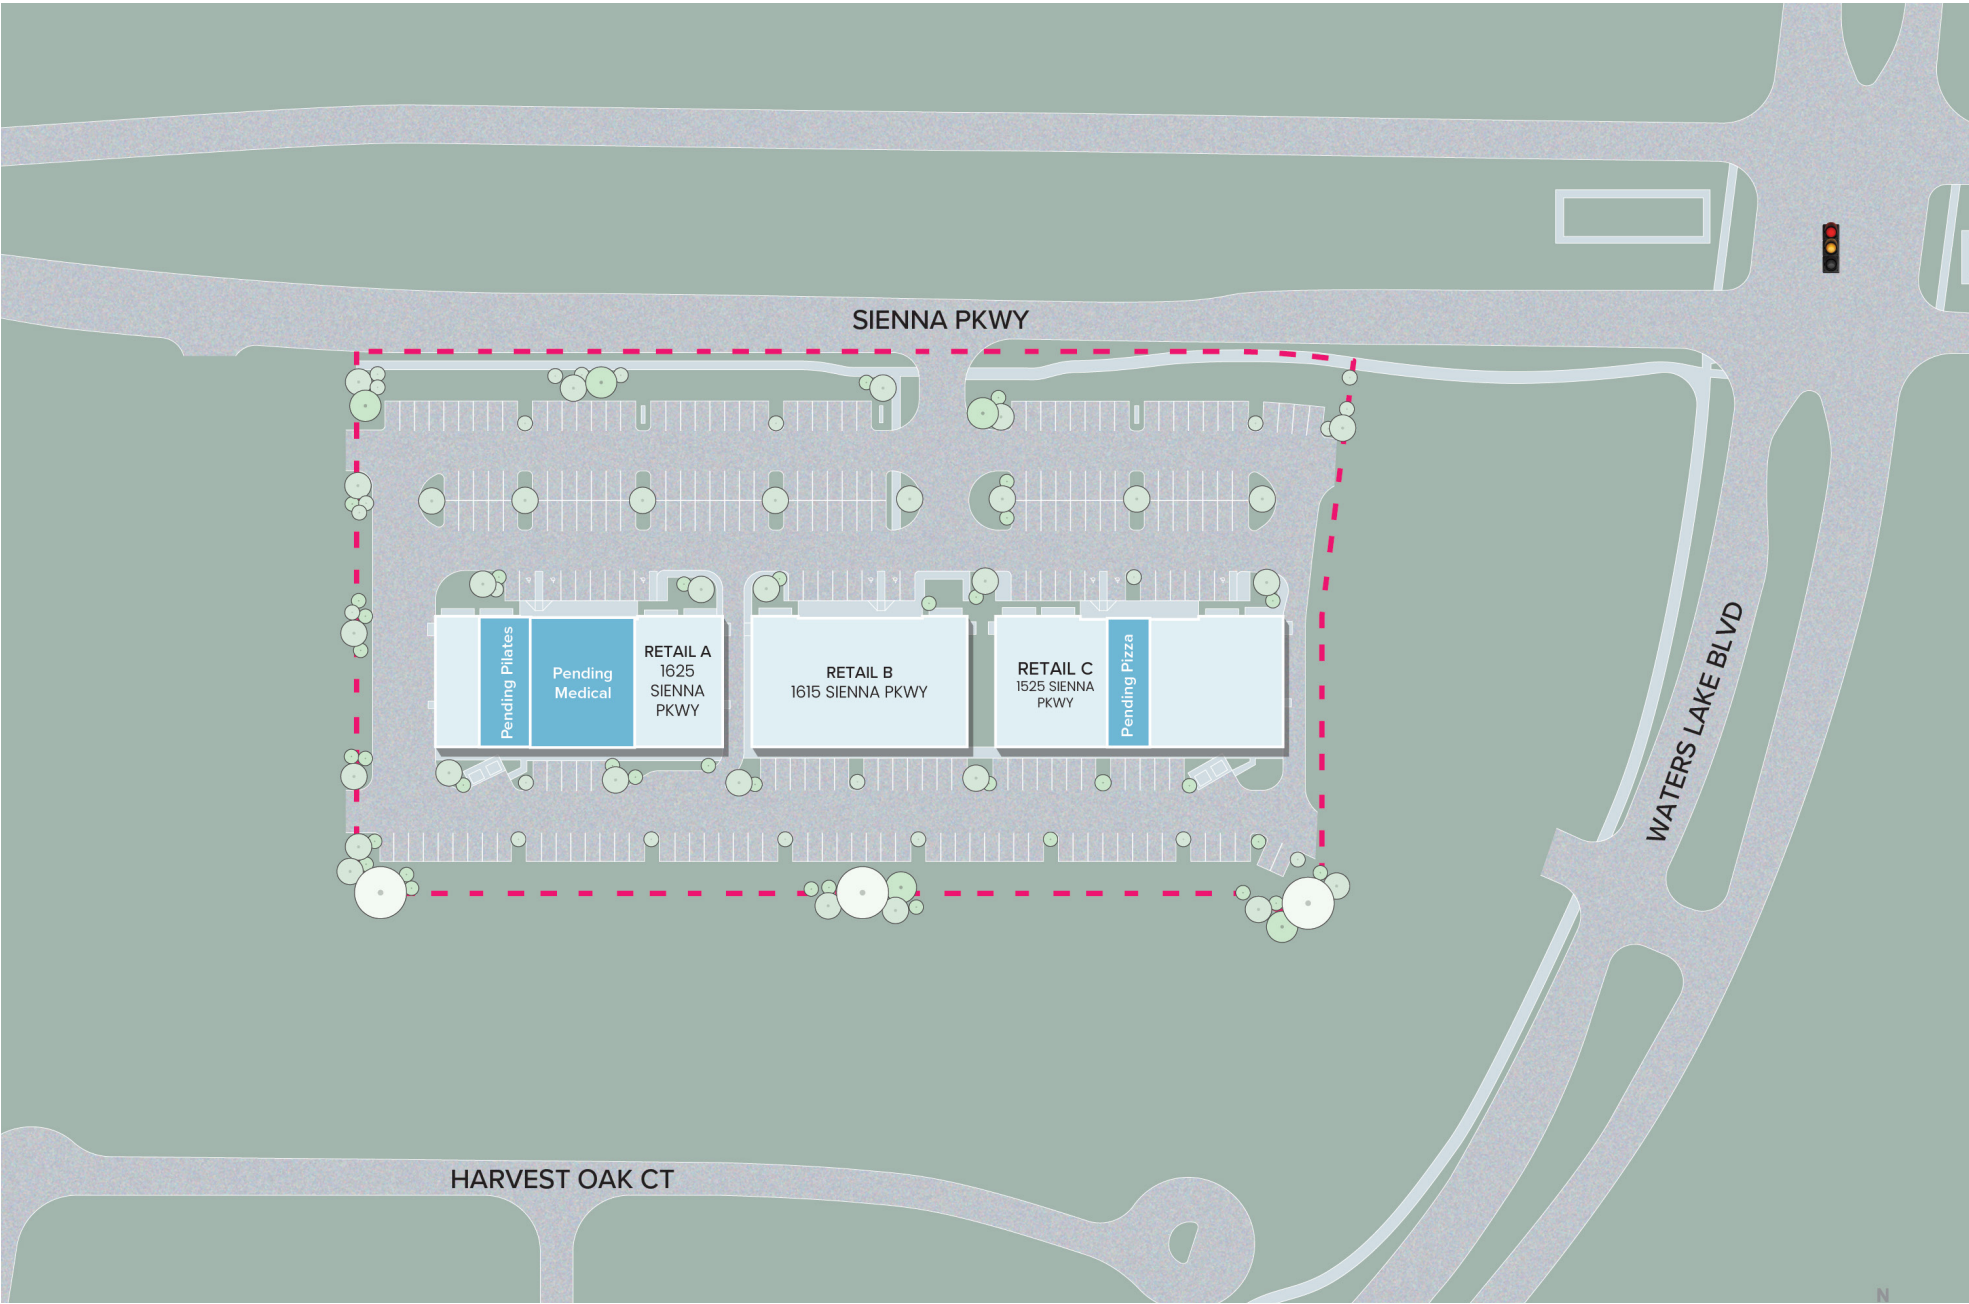 SIENNA PKWY
Pending Pilates
Pending
Medical
RETAIL A
1625
SIENNA
PKWY
RETAIL B
1615 SIENNA PKWY
RETAIL C
1525 SIENNA
PKWY
Pending Pizza
WATERS LAKE BLVD
HARVEST OAK CT
N